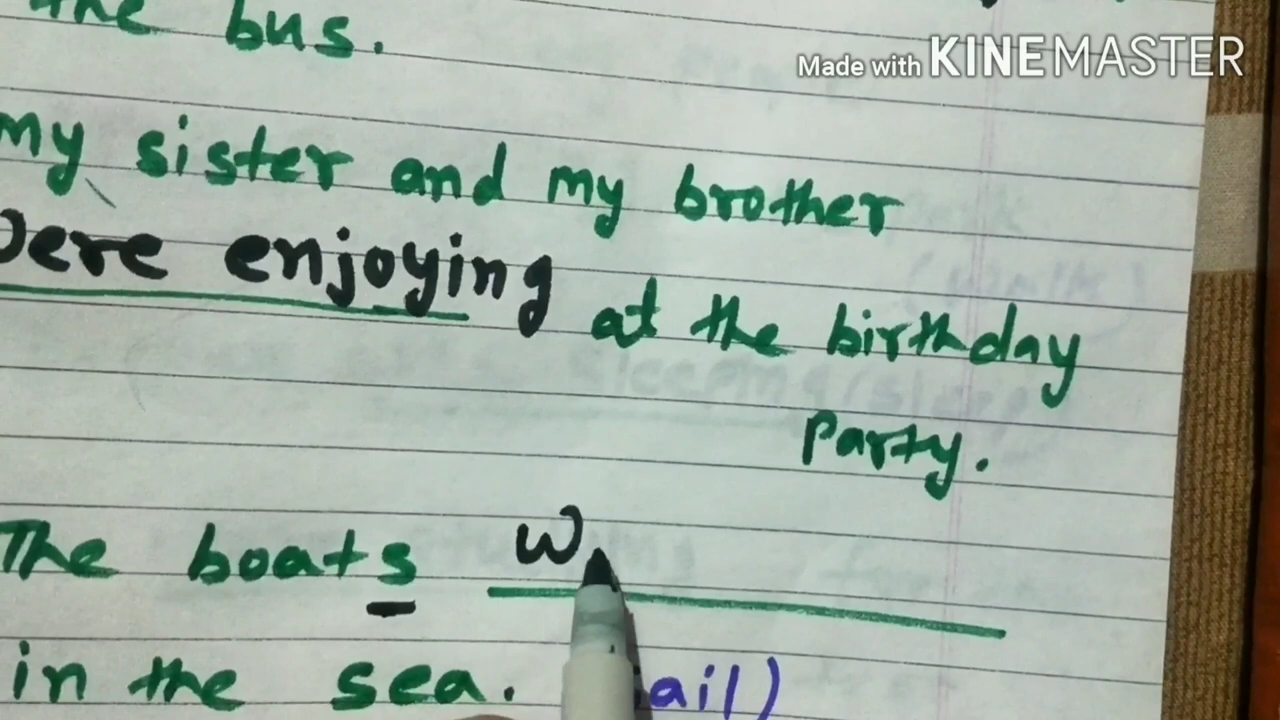 the bus.
Made with KINEMASTER
my sister and my brother
were enjoying at the birthday
Party.
The boats w
in the sea. ail)